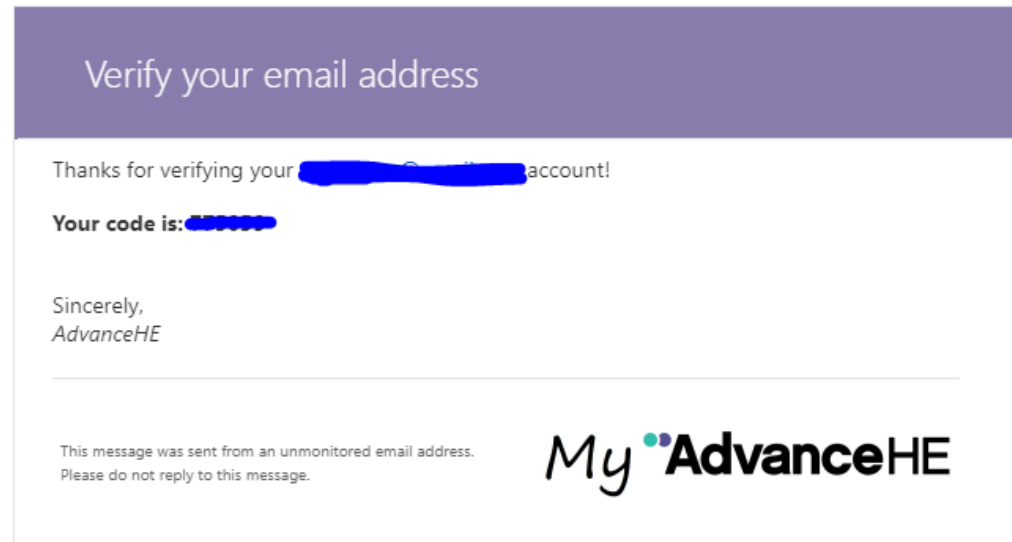 Verify your email address
Thanks for verifying your account!
Your code is:
Sincerely,
AdvanceHE
This message was sent from an unmonitored email address.
Please do not reply to this message.
My AdvanceHE